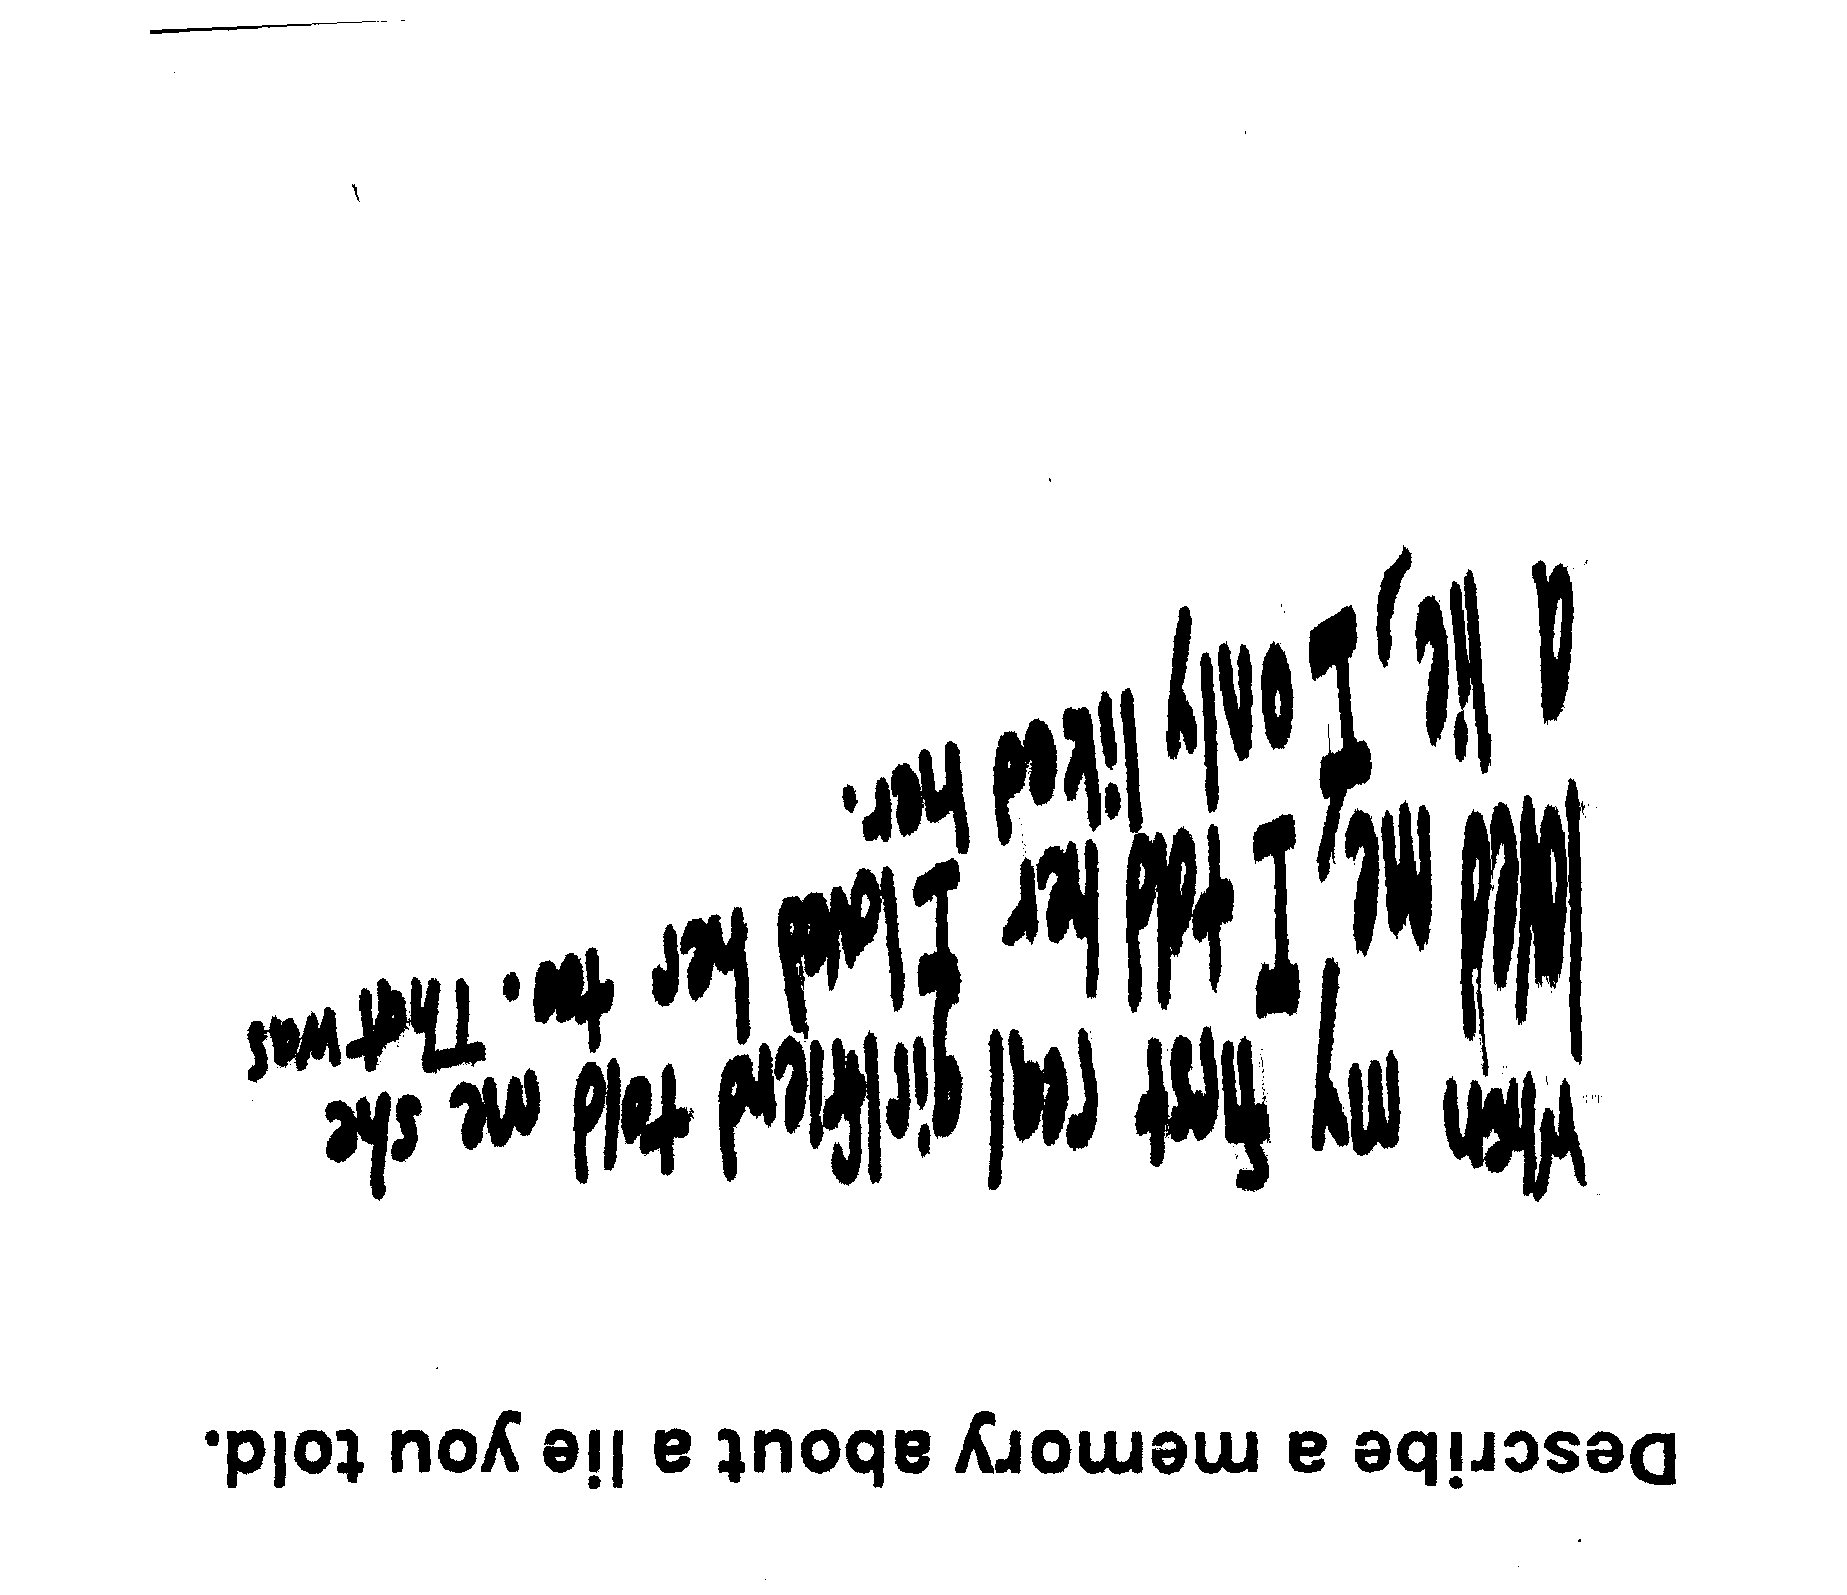 Describe a memory about a lie you told.
When my first real girlfriend told me she
loved me, I told her I loved her too. That was
a lie, I only liked her.